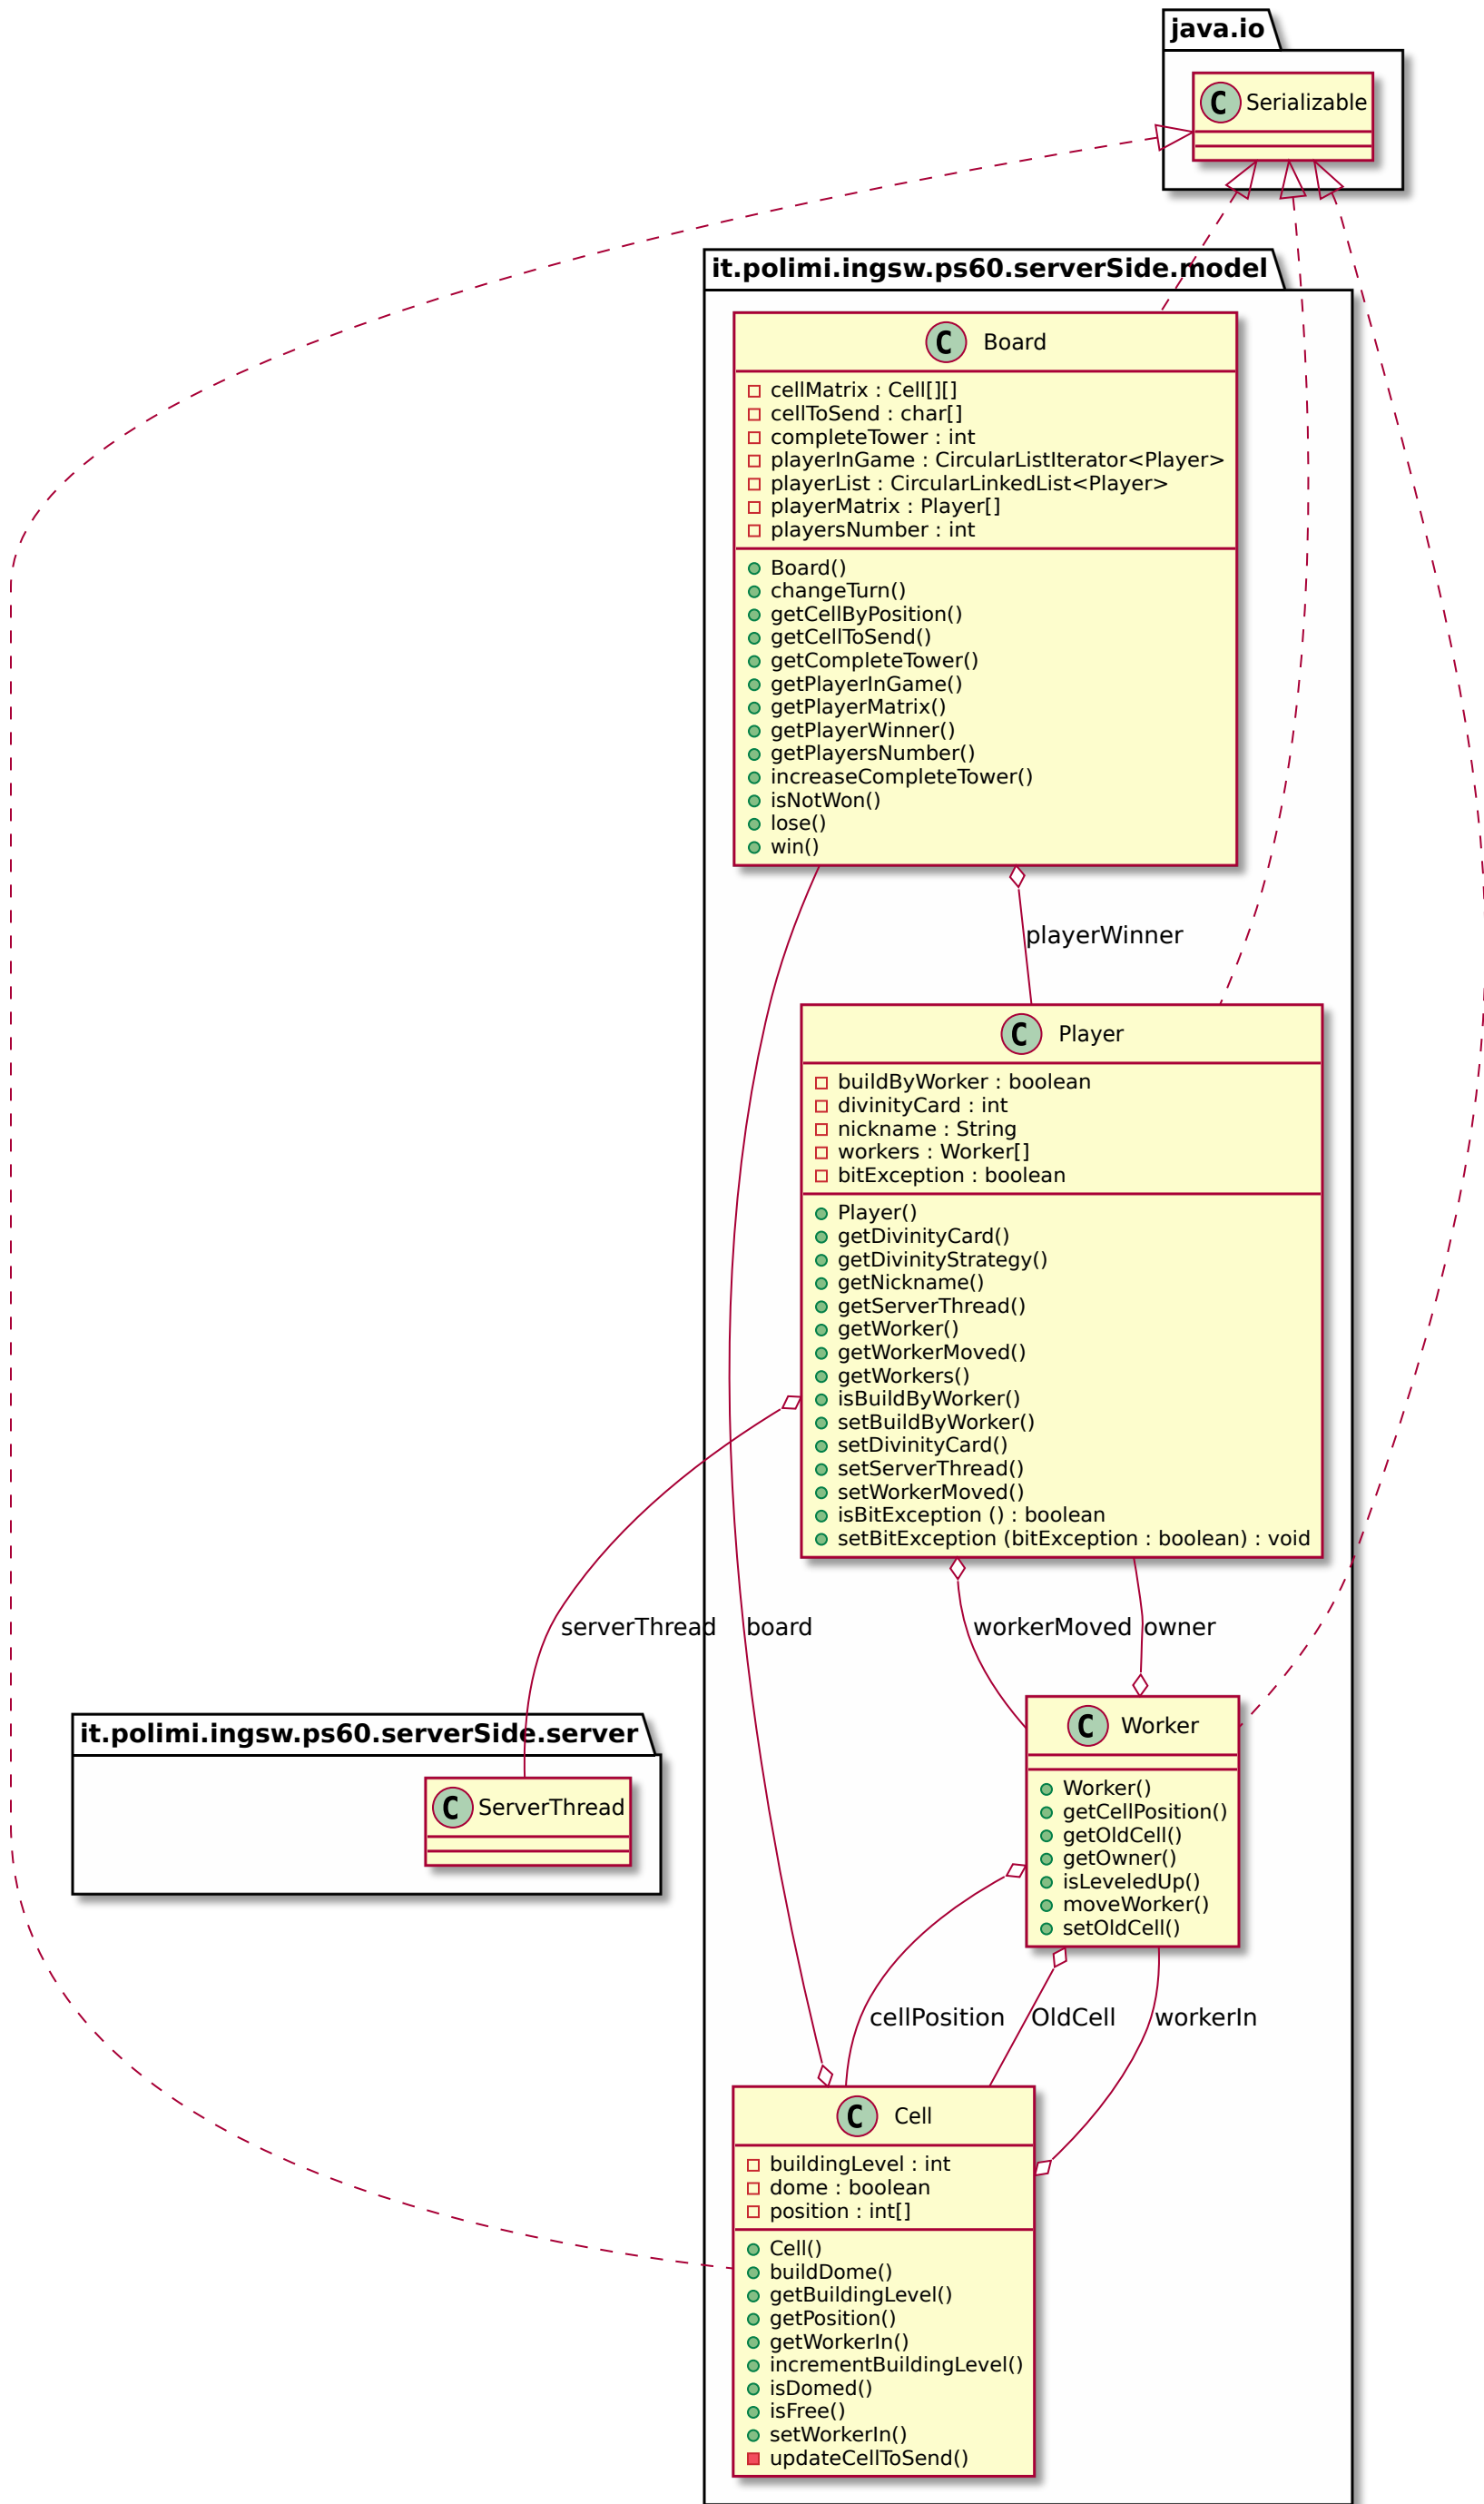 java.io
C Serializable
it.polimi.ingsw.ps60.serverSide.model
C Board
cellMatrix : Cell[][]
cellToSend : char[]
completeTower : int
playerInGame : CircularListIterator<Player>
playerList : CircularLinkedList<Player>
playerMatrix : Player[]
playersNumber : int
Board()
changeTurn()
getCellByPosition()
getCellToSend()
getCompleteTower()
getPlayerInGame()
getPlayerMatrix()
getPlayerWinner()
getPlayersNumber()
increaseCompleteTower()
isNotWon()
lose()
win()
playerWinner
C Player
buildByWorker : boolean
divinityCard : int
nickname : String
workers : Worker[]
bitException : boolean
Player()
getDivinityCard()
getDivinityStrategy()
getNickname()
getServerThread()
getWorker()
getWorkerMoved()
getWorkers()
isBuildByWorker()
setBuildByWorker()
setDivinityCard()
setServerThread()
setWorkerMoved()
isBitException () : boolean
setBitException (bitException : boolean) : void
serverThread board workerMoved owner
it.polimi.ingsw.ps60.serverSide.server
C ServerThread
C Worker
Worker()
getCellPosition()
getOldCell()
getOwner()
isLeveledUp()
moveWorker()
setOldCell()
cellPosition OldCell workerIn
C Cell
buildingLevel : int
dome : boolean
position : int[]
Cell()
buildDome()
getBuildingLevel()
getPosition()
getWorkerIn()
incrementBuildingLevel()
isDomed()
isFree()
setWorkerIn()
updateCellToSend()